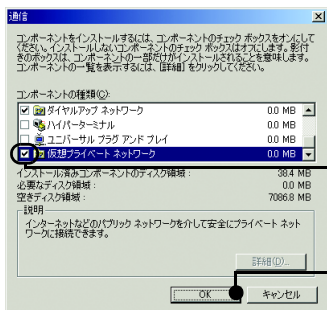 通信
コンポーネントをインストールするには、コンポーネントのチェック ボックスをオンにして
ください。インストールしないコンポーネントのチェック ボックスはオフにします。影付
きのボックスは、コンポーネントの一部だけがインストールされることを意味します。
コンポーネントの一覧を表示するには、[詳細] をクリックしてください。
コンポーネントの種類(C):
ダイヤルアップ ネットワーク 0.0 MB
ハイパーターミナル 0.0 MB
ユニバーサル プラグ アンド プレイ 0.0 MB
仮想プライベート ネットワーク 0.0 MB
インストール済みコンポーネントのディスク領域: 38.4 MB
必要なディスク領域: 0.0 MB
空きディスク領域: 7086.8 MB
説明
インターネットなどのパブリック ネットワークを介して安全にプライベート ネット
ワークに接続できます。
詳細(D)...
OK キャンセル